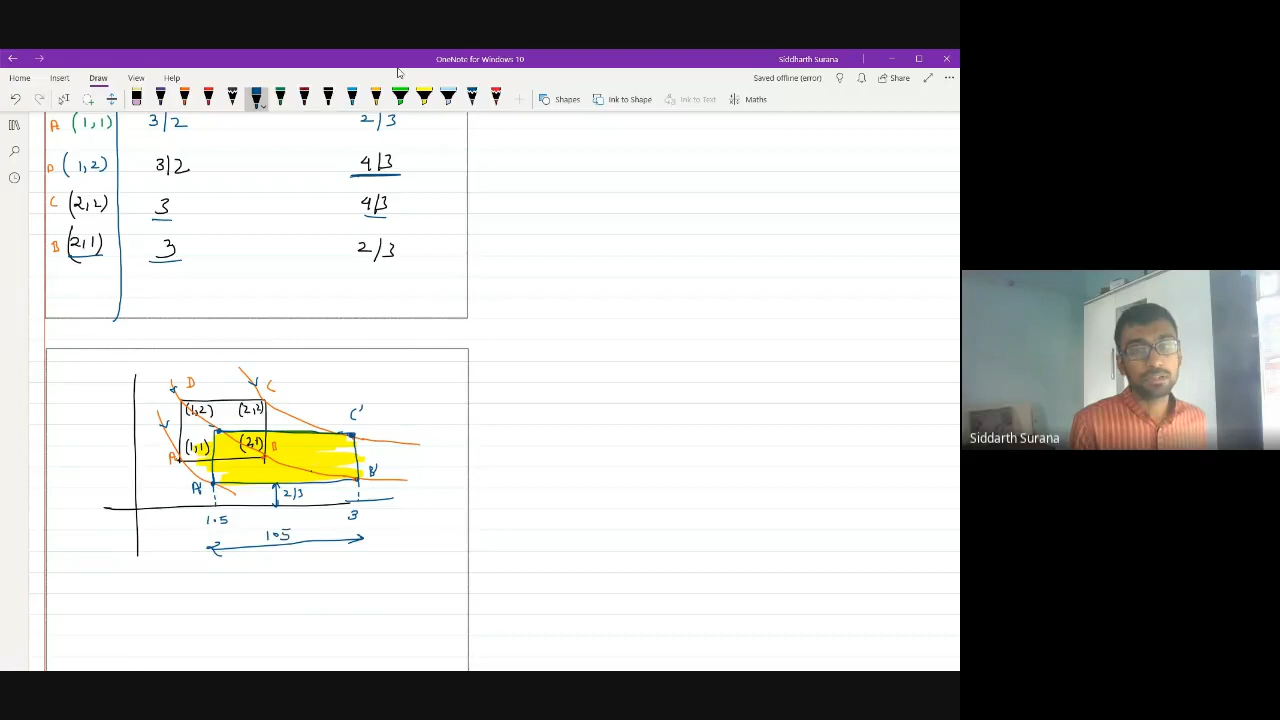 OneNote for Windows 10
Siddharth Surana
Home Insert Draw View Help
Saved offline (error)
Share
Shapes
Ink to Shape
Ink to Text
Maths
A (1,1) 3/2 2/3
D (1,2) 3/2 4/3
C (2,2) 3 4/3
B (2,1) 3 2/3
D C
(1,2) (2,2) C'
(1,1) (2,1) B
A
A' B'
2/3
1.5 3
1.5
Siddarth Surana